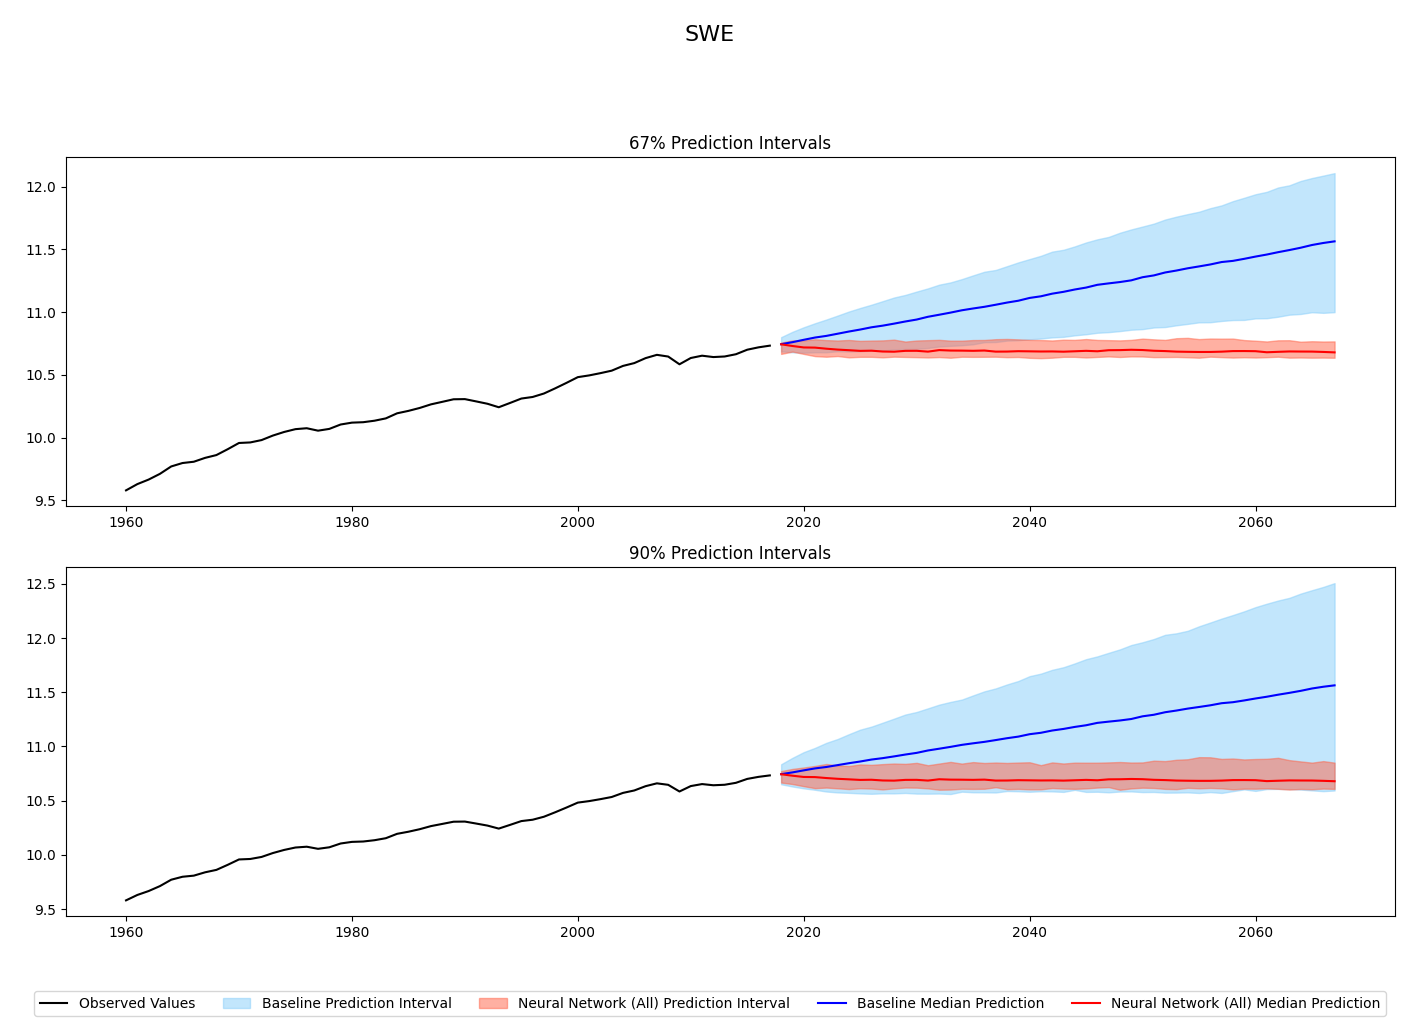 SWE
67% Prediction Intervals
12.0
11.5
11.0
10.5
10.0
9.5
1960 1980 2000 2020 2040 2060
90% Prediction Intervals
12.5
12.0
11.5
11.0
10.5
10.0
9.5
1960 1980 2000 2020 2040 2060
Observed Values Baseline Prediction Interval Neural Network (All) Prediction Interval Baseline Median Prediction Neural Network (All) Median Prediction